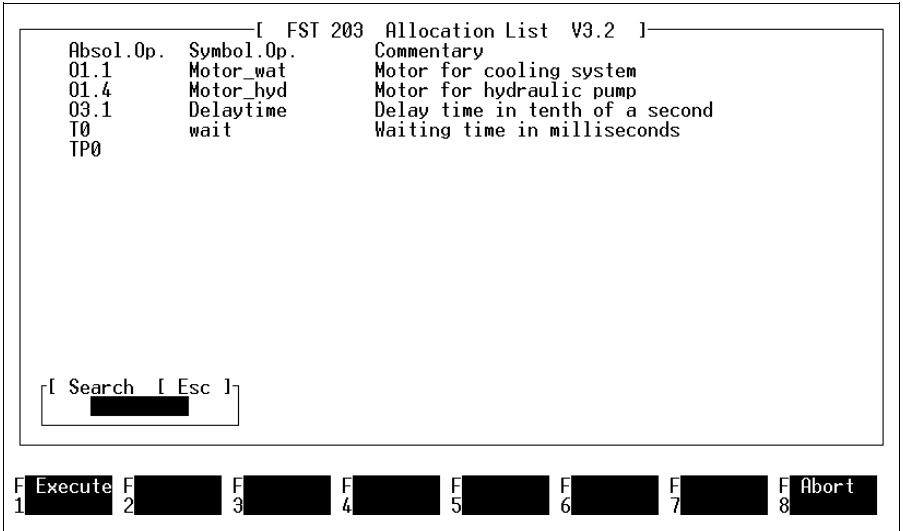 [ FST 203 Allocation List V3.2 ]
Absol.Op. Symbol.Op. Commentary
O1.1 Motor_wat Motor for cooling system
O1.4 Motor_hyd Motor for hydraulic pump
O3.1 Delaytime Delay time in tenth of a second
T0 wait Waiting time in milliseconds
TP0
[ Search [ Esc ]
F1 Execute F2 F3 F4 F5 F6 F7 F8 Abort